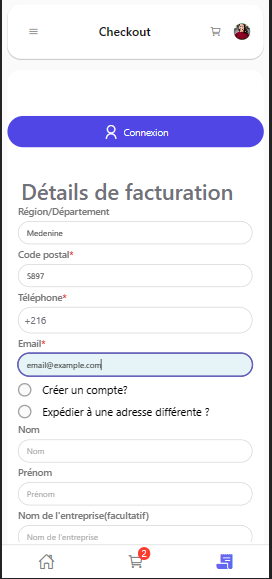 Checkout
Connexion
Détails de facturation
Région/Département
Medenine
Code postal*
5897
Téléphone*
+216
Email*
email@example.com
Créer un compte?
Expédier à une adresse différente ?
Nom
Nom
Prénom
Prénom
Nom de l'entreprise(facultatif)
Nom de l'entreprise
2